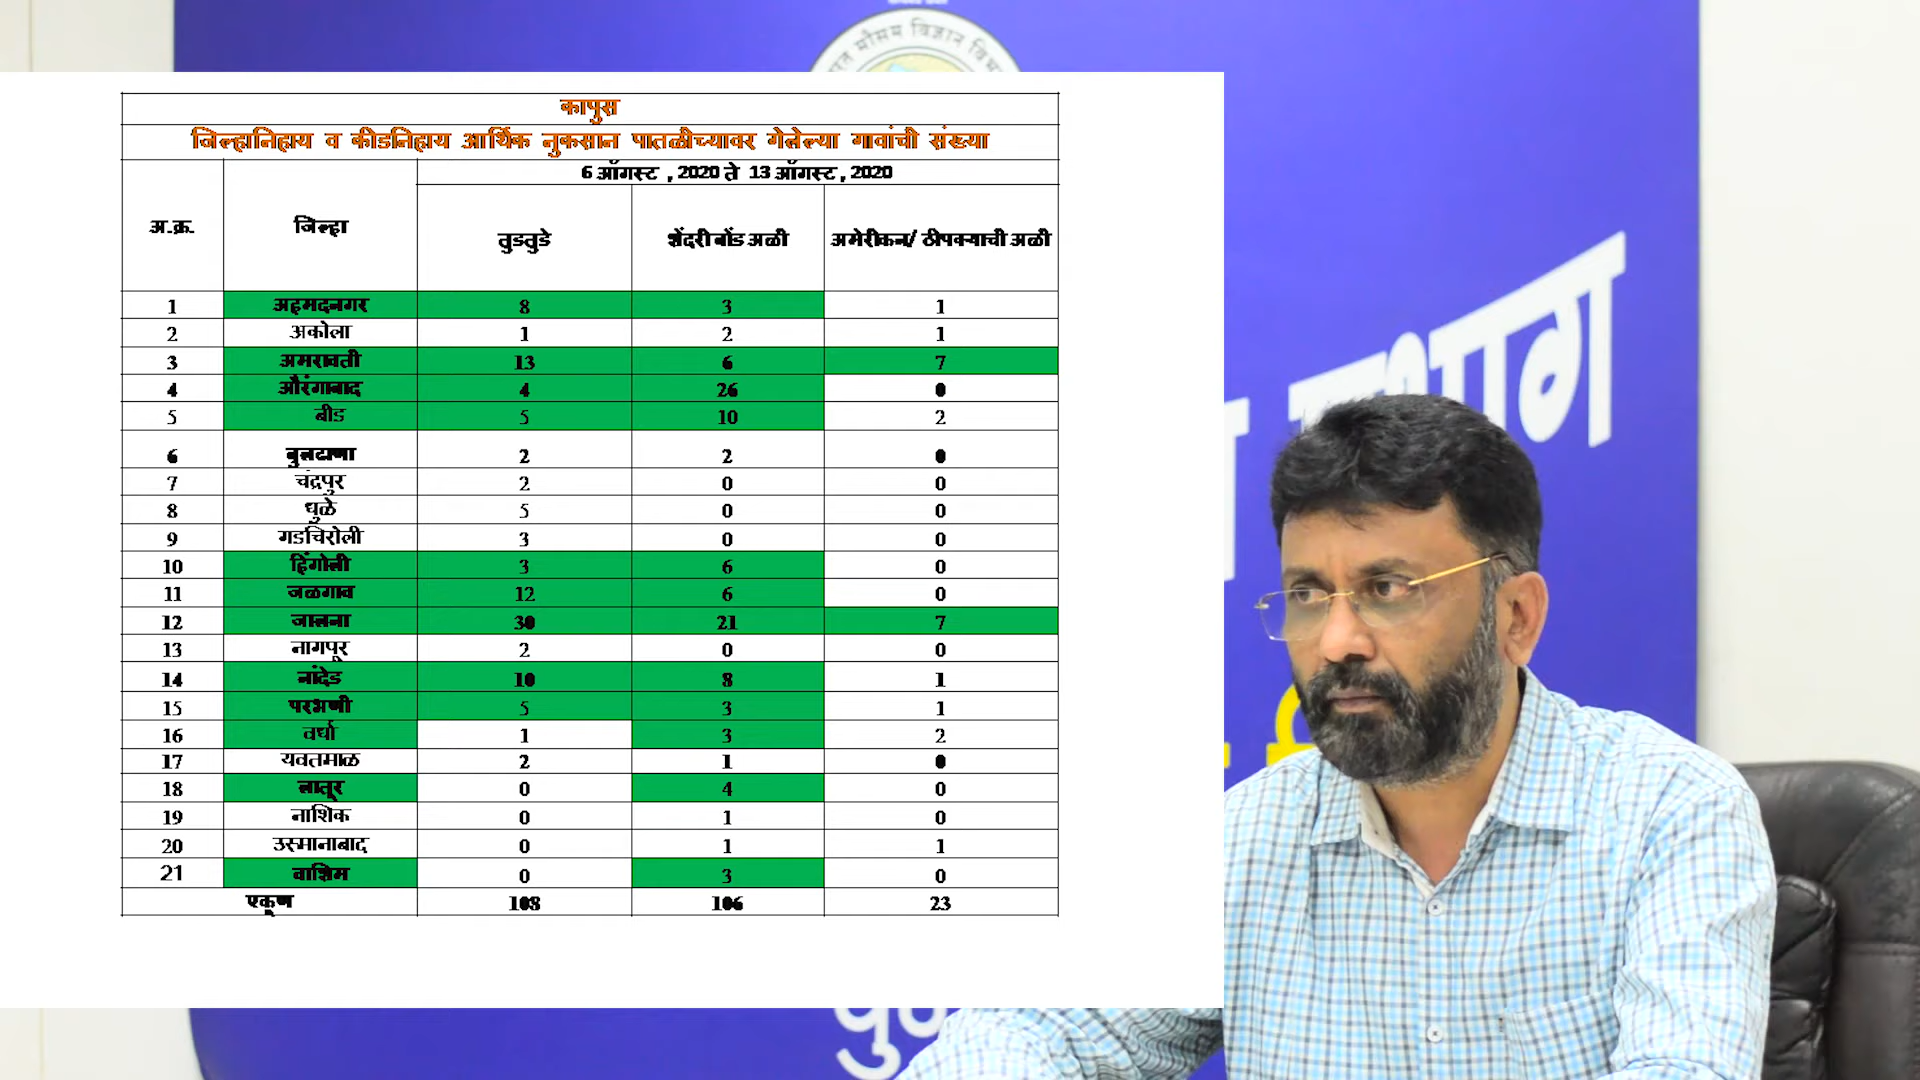 भारत मौसम विज्ञान विभाग
कापुस
जिल्हानिहाय व कीडनिहाय आर्थिक नुकसान पातळीच्यावर गेलेल्या गावांची संख्या
6 ऑगस्ट , 2020 ते 13 ऑगस्ट, 2020
अ.क्र. जिल्हा तुडतुडे शेंदरी बोंड अळी अमेरीकन/ ठीपक्याची अळी
1 अहमदनगर 8 3 1
2 अकोला 1 2 1
3 अमरावती 13 6 7
4 औरंगाबाद 4 26 0
5 बीड 5 10 2
6 बुलढाणा 2 2 0
7 चंद्रपुर 2 0 0
8 धुळे 5 0 0
9 गडचिरोली 3 0 0
10 हिंगोली 3 6 0
11 जळगाव 12 6 0
12 जालना 30 21 7
13 नागपूर 2 0 0
14 नांदेड 10 8 1
15 परभणी 5 3 1
16 वर्धा 1 3 2
17 यवतमाळ 2 1 0
18 लातूर 0 4 0
19 नाशिक 0 1 0
20 उस्मानाबाद 0 1 1
21 वाशिम 0 3 0
एकूण 108 106 23